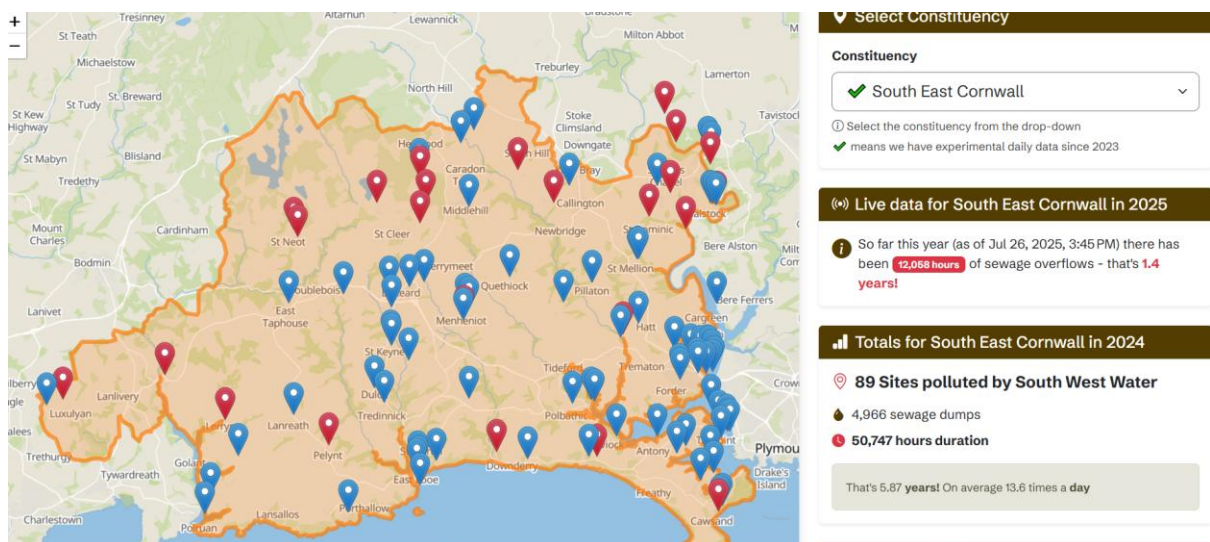 +
−
Tresinney
Altarnun
Lewannick
Milton Abbot
St Teath
Michaelstow
Treburley
Lamerton
North Hill
St Tudy
St. Breward
St Kew
Highway
Stoke
Climsland
Tavistoc
Downgate
St Mabyn
Blisland
Caradon
Tredethy
Callington
Middlehill
Mount
Charles
Cardinham
St Neot
St Cleer
Newbridge
Bere Alston
Bodmin
St Mellion
Quethiock
Pillaton
Bere Ferrers
Lanivet
East
Taphouse
Menheniot
Hatt
Cargreen
St Keyne
Tideford
Trematon
Forder
Lanlivery
Luxulyan
Tredinnick
Lanreath
Pelynt
Antony
Plymou
Tywardreath
Downderry
Drake's
Island
Freathy
Charlestown
Lansallos
Cawsand
Select Constituency
Constituency
South East Cornwall
Select the constituency from the drop-down
means we have experimental daily data since 2023
Live data for South East Cornwall in 2025
So far this year (as of Jul 26, 2025, 3:45 PM) there has
been 12,058 hours of sewage overflows - that's 1.4
years!
Totals for South East Cornwall in 2024
89 Sites polluted by South West Water
4,966 sewage dumps
50,747 hours duration
That's 5.87 years! On average 13.6 times a day